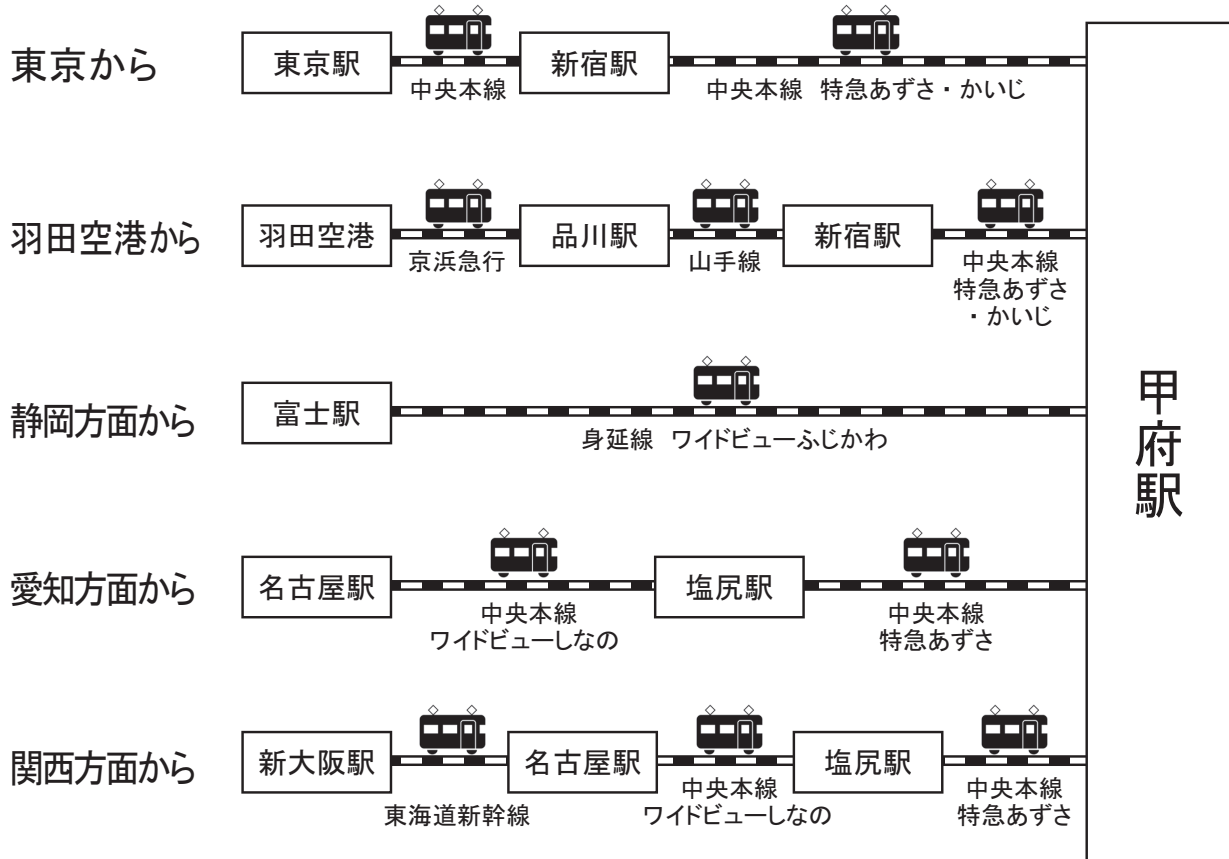 東京から
東京駅
中央本線
新宿駅
中央本線 特急あずさ・かいじ
羽田空港から
羽田空港
京浜急行
品川駅
山手線
新宿駅
中央本線
特急あずさ
・かいじ
静岡方面から
富士駅
身延線 ワイドビューふじかわ
愛知方面から
名古屋駅
中央本線
ワイドビューしなの
塩尻駅
中央本線
特急あずさ
関西方面から
新大阪駅
東海道新幹線
名古屋駅
中央本線
ワイドビューしなの
塩尻駅
中央本線
特急あずさ
甲府駅